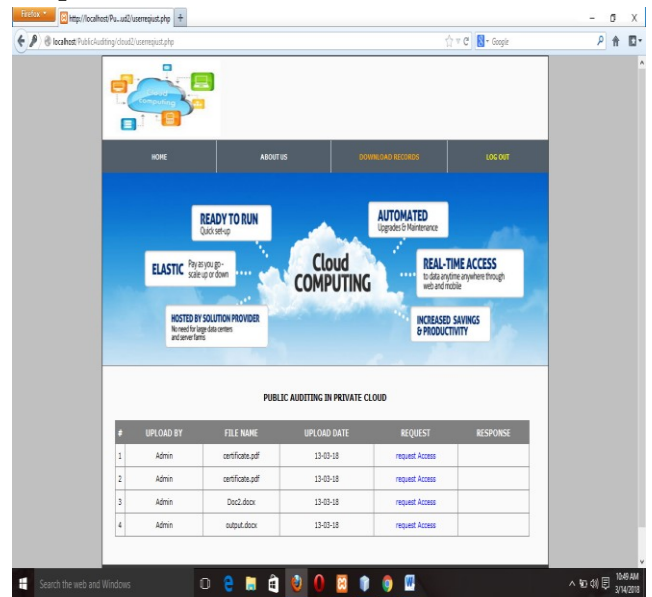 Firefox
http://localhost/Pu...ud2/userreqiust.php
localhost/PublicAuditing/cloud2/userreqiust.php
Google
Cloud
Computing
HOME ABOUT US DOWNLOAD RECORDS LOG OUT
READY TO RUN
Quick set-up
AUTOMATED
Upgrades & Maintenance
ELASTIC Pay as you go -
scale up or down
Cloud
COMPUTING
REAL-TIME ACCESS
to data anytime anywhere through
web and mobile
HOSTED BY SOLUTION PROVIDER
No need for large data centers
and server farms
INCREASED SAVINGS
& PRODUCTIVITY
PUBLIC AUDITING IN PRIVATE CLOUD
# UPLOAD BY FILE NAME UPLOAD DATE REQUEST RESPONSE
1 Admin certificate.pdf 13-03-18 request Access
2 Admin certificate.pdf 13-03-18 request Access
3 Admin Doc2.docx 13-03-18 request Access
4 Admin output.docx 13-03-18 request Access
Search the web and Windows
10:49 AM
3/14/2018